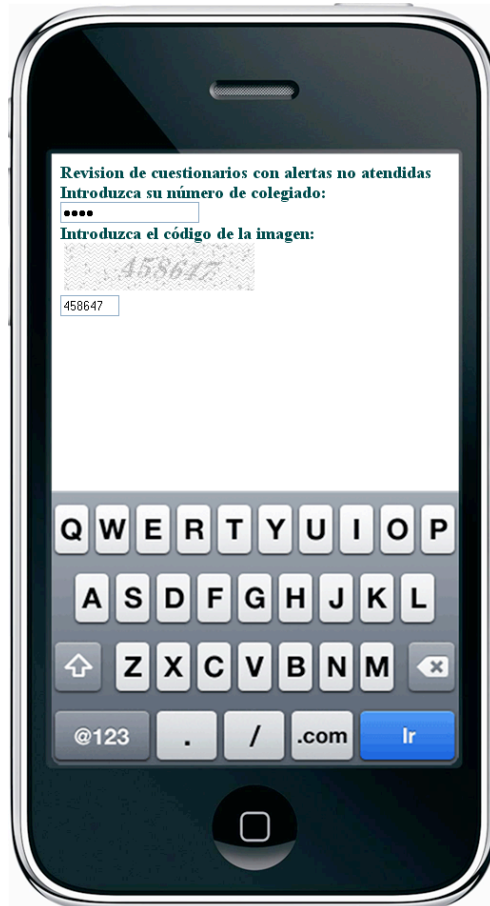 Revision de cuestionarios con alertas no atendidas
Introduzca su número de colegiado:
••••
Introduzca el código de la imagen:
458647
458647
Q W E R T Y U I O P
A S D F G H J K L
Z X C V B N M
@123 . / .com Ir